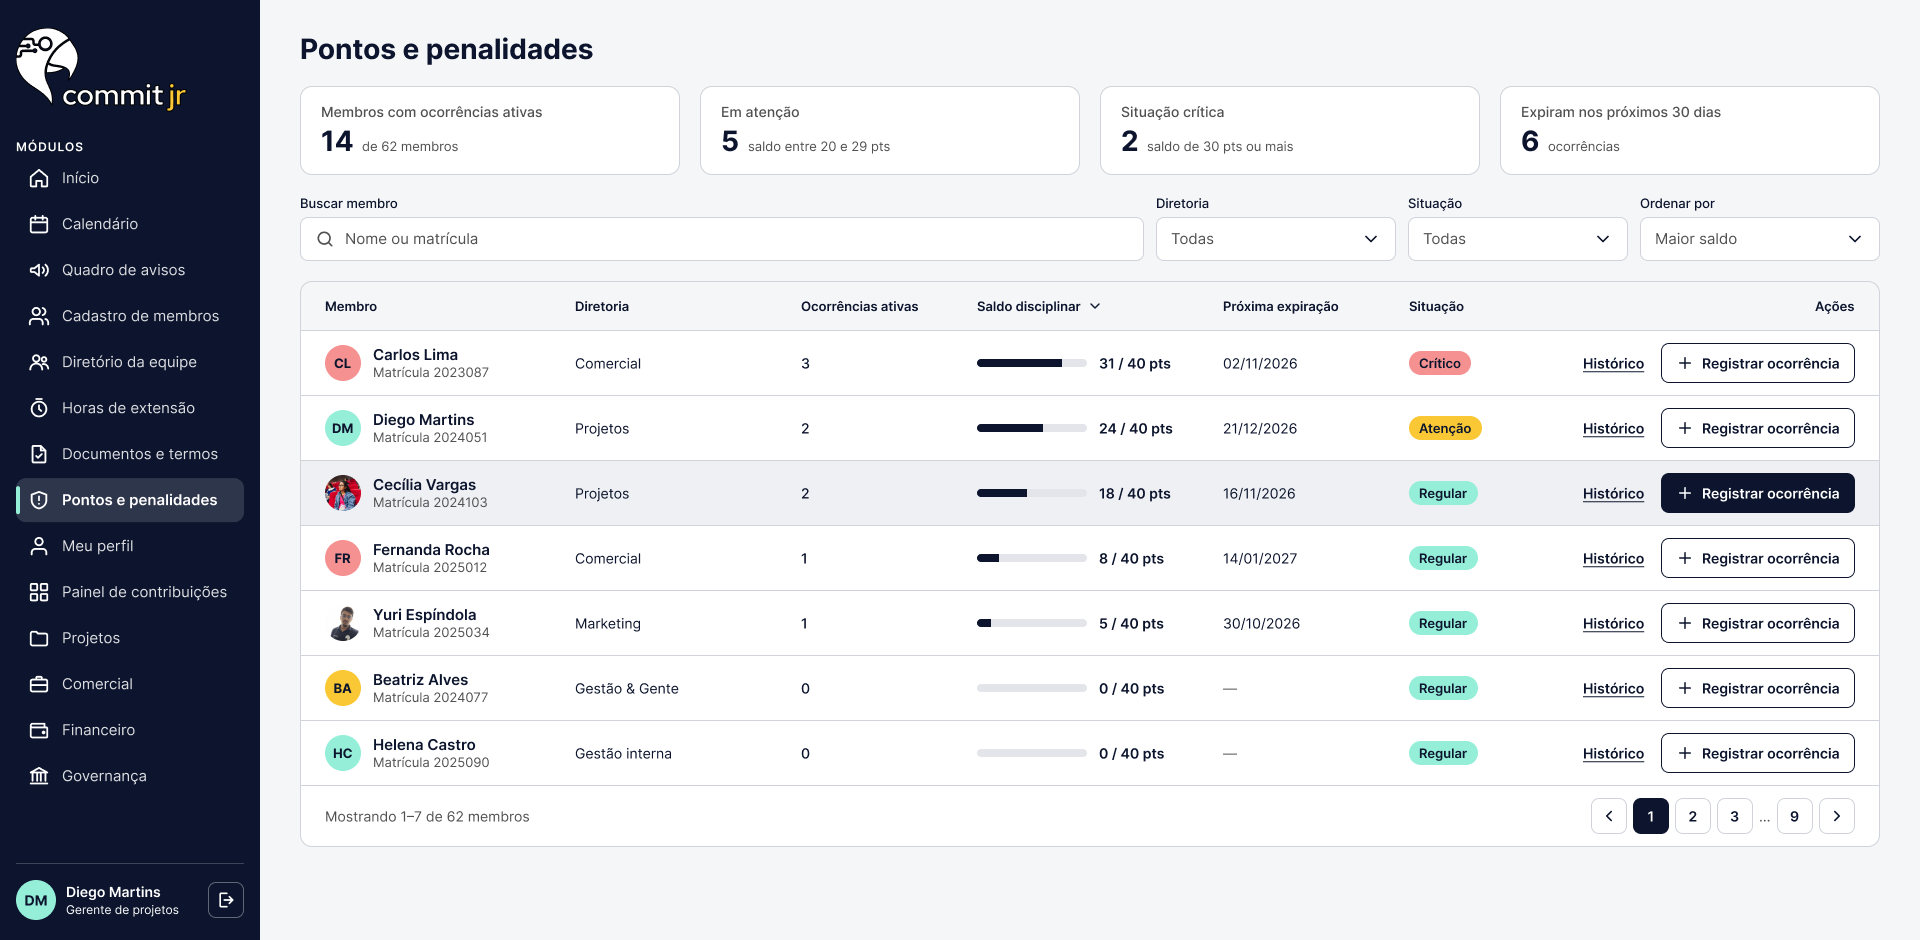 commit jr
MÓDULOS
Início
Calendário
Quadro de avisos
Cadastro de membros
Diretório da equipe
Horas de extensão
Documentos e termos
Pontos e penalidades
Meu perfil
Painel de contribuições
Projetos
Comercial
Financeiro
Governança
DM
Diego Martins
Gerente de projetos
Pontos e penalidades
Membros com ocorrências ativas
14 de 62 membros
Em atenção
5 saldo entre 20 e 29 pts
Situação crítica
2 saldo de 30 pts ou mais
Expiram nos próximos 30 dias
6 ocorrências
Buscar membro
Nome ou matrícula
Diretoria
Todas
Situação
Todas
Ordenar por
Maior saldo
Membro Diretoria Ocorrências ativas Saldo disciplinar Próxima expiração Situação Ações
CL Carlos Lima
Matrícula 2023087
Comercial 3 31 / 40 pts 02/11/2026 Crítico Histórico Registrar ocorrência
DM Diego Martins
Matrícula 2024051
Projetos 2 24 / 40 pts 21/12/2026 Atenção Histórico Registrar ocorrência
Cecília Vargas
Matrícula 2024103
Projetos 2 18 / 40 pts 16/11/2026 Regular Histórico Registrar ocorrência
FR Fernanda Rocha
Matrícula 2025012
Comercial 1 8 / 40 pts 14/01/2027 Regular Histórico Registrar ocorrência
Yuri Espíndola
Matrícula 2025034
Marketing 1 5 / 40 pts 30/10/2026 Regular Histórico Registrar ocorrência
BA Beatriz Alves
Matrícula 2024077
Gestão & Gente 0 0 / 40 pts — Regular Histórico Registrar ocorrência
HC Helena Castro
Matrícula 2025090
Gestão interna 0 0 / 40 pts — Regular Histórico Registrar ocorrência
Mostrando 1–7 de 62 membros
1 2 3 ... 9